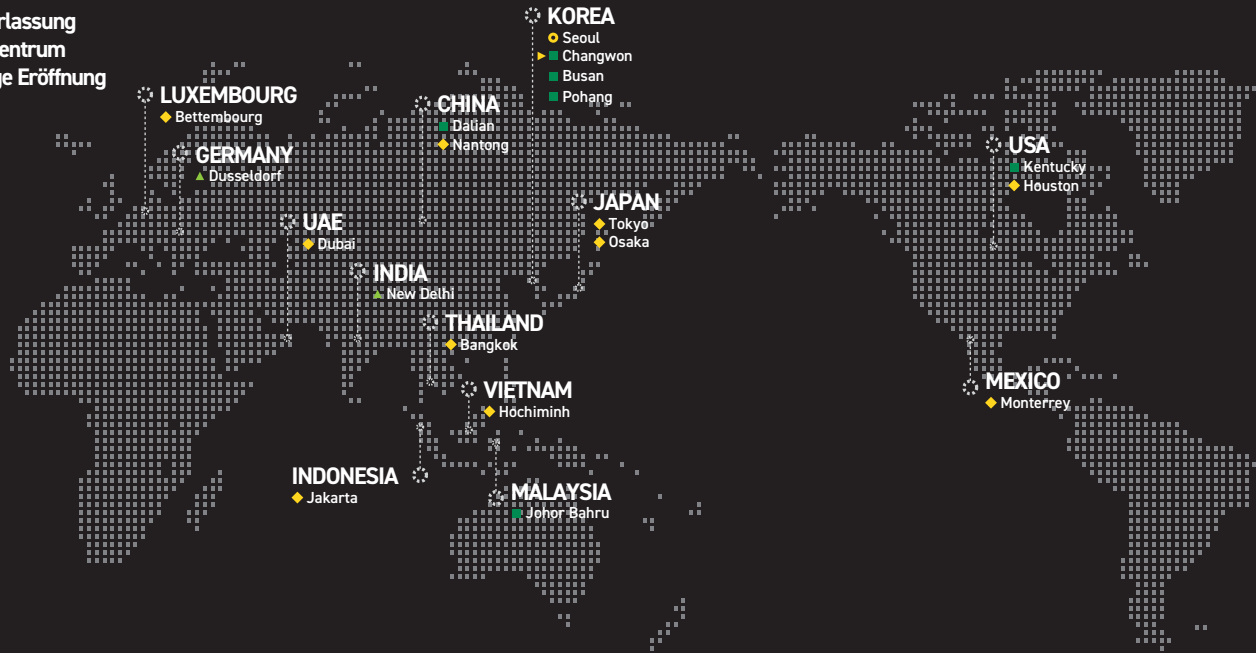 rlassung
entrum
ge Eröffnung
KOREA
Seoul
Changwon
Busan
Pohang
LUXEMBOURG
Bettembourg
CHINA
Dalian
Nantong
GERMANY
Dusseldorf
USA
Kentucky
Houston
JAPAN
Tokyo
Osaka
UAE
Dubai
INDIA
New Delhi
THAILAND
Bangkok
VIETNAM
Hochiminh
MEXICO
Monterrey
INDONESIA
Jakarta
MALAYSIA
Johor Bahru